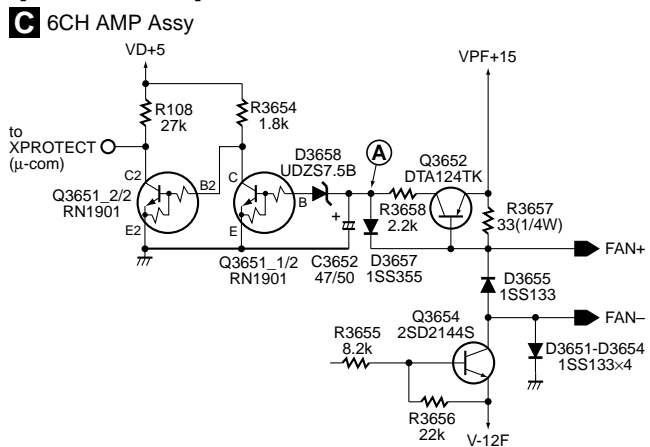 C 6CH AMP Assy
VD+5
VPF+15
R108
27k
R3654
1.8k
to
XPROTECT
(μ-com)
D3658
UDZS7.5B
A
Q3652
DTA124TK
C2
B2
C
B
+
R3658
2.2k
R3657
33(1/4W)
Q3651_2/2
RN1901
E2
E
Q3651_1/2
RN1901
C3652
47/50
D3657
1SS355
FAN+
D3655
1SS133
Q3654
2SD2144S
FAN–
R3655
8.2k
D3651-D3654
1SS133×4
R3656
22k
V-12F